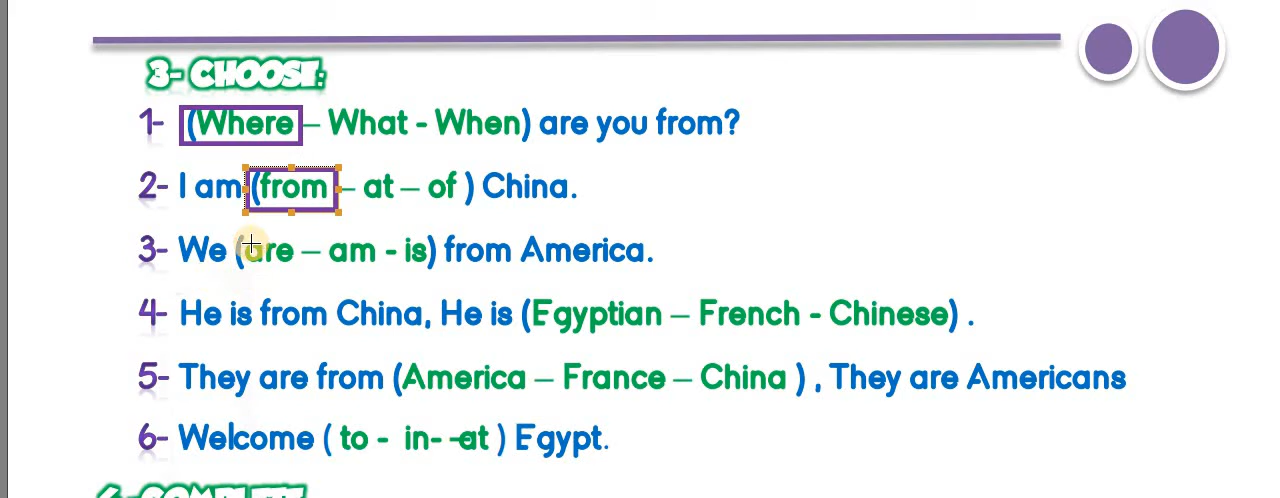 3- CHOOSE:
1- (Where – What - When) are you from?
2- I am (from – at – of ) China.
3- We (are – am - is) from America.
4- He is from China, He is (Egyptian – French - Chinese) .
5- They are from (America – France – China ) , They are Americans
6- Welcome ( to - in- -at ) Egypt.